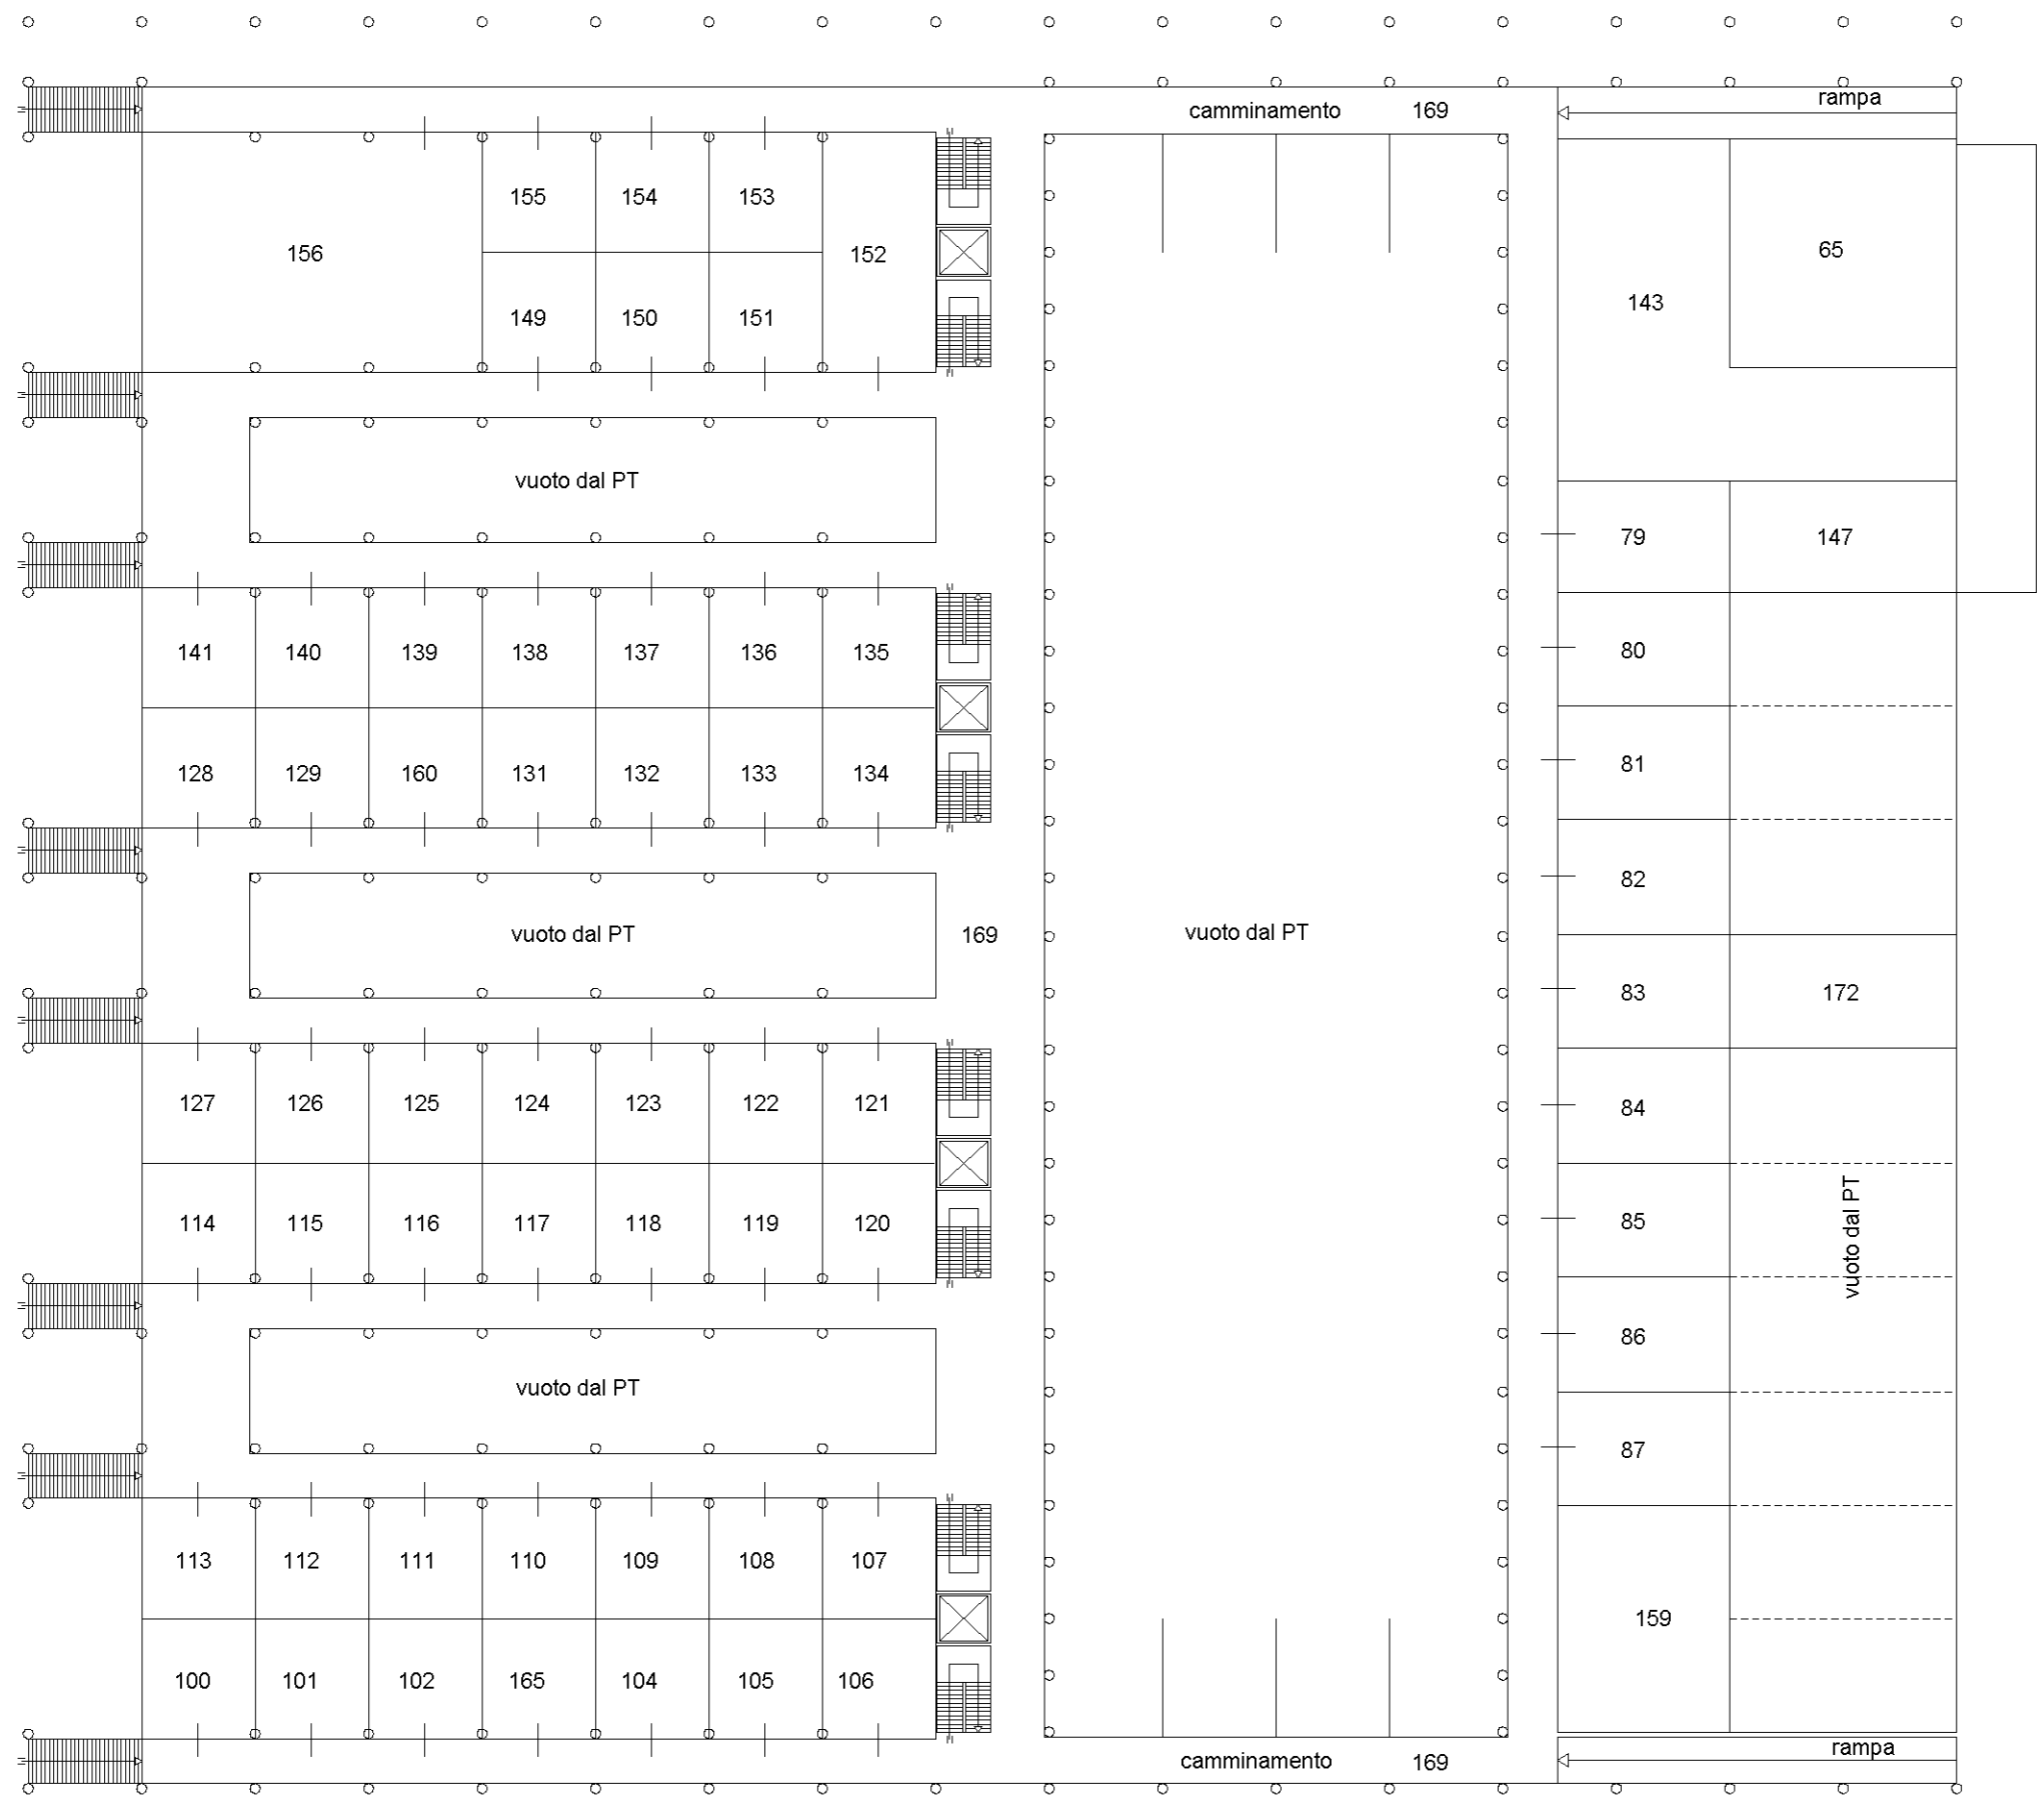 rampa
camminamento 169
155 154 153
156 152 65
149 150 151 143
vuoto dal PT
79 147
141 140 139 138 137 136 135 80
128 129 160 131 132 133 134 81
82
vuoto dal PT 169 vuoto dal PT
83 172
127 126 125 124 123 122 121 84
114 115 116 117 118 119 120 85
vuoto dal PT
86
vuoto dal PT
87
113 112 111 110 109 108 107
159
100 101 102 165 104 105 106
rampa
camminamento 169